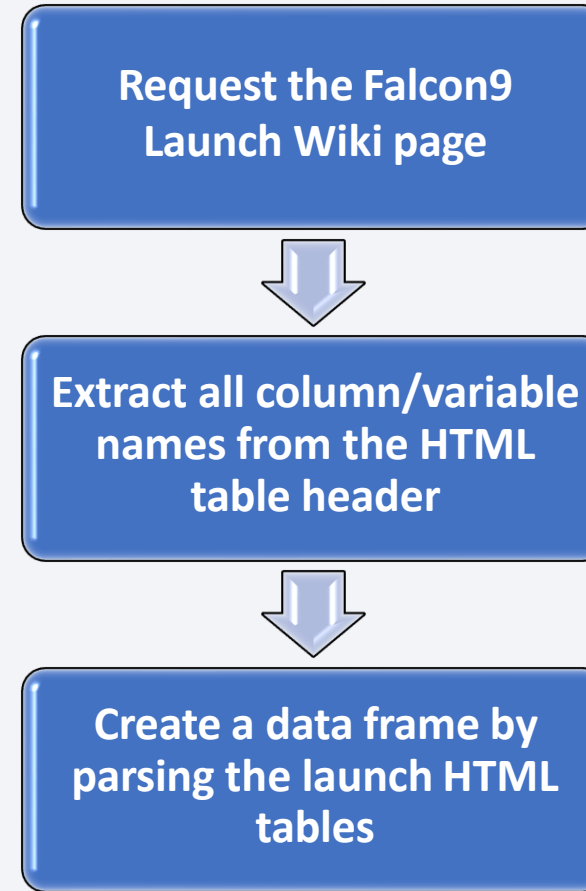 Request the Falcon9
Launch Wiki page
Extract all column/variable
names from the HTML
table header
Create a data frame by
parsing the launch HTML
tables